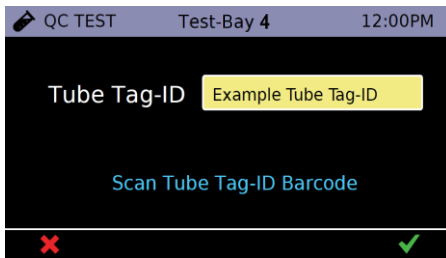 QC TEST Test-Bay 4 12:00PM
Tube Tag-ID Example Tube Tag-ID
Scan Tube Tag-ID Barcode